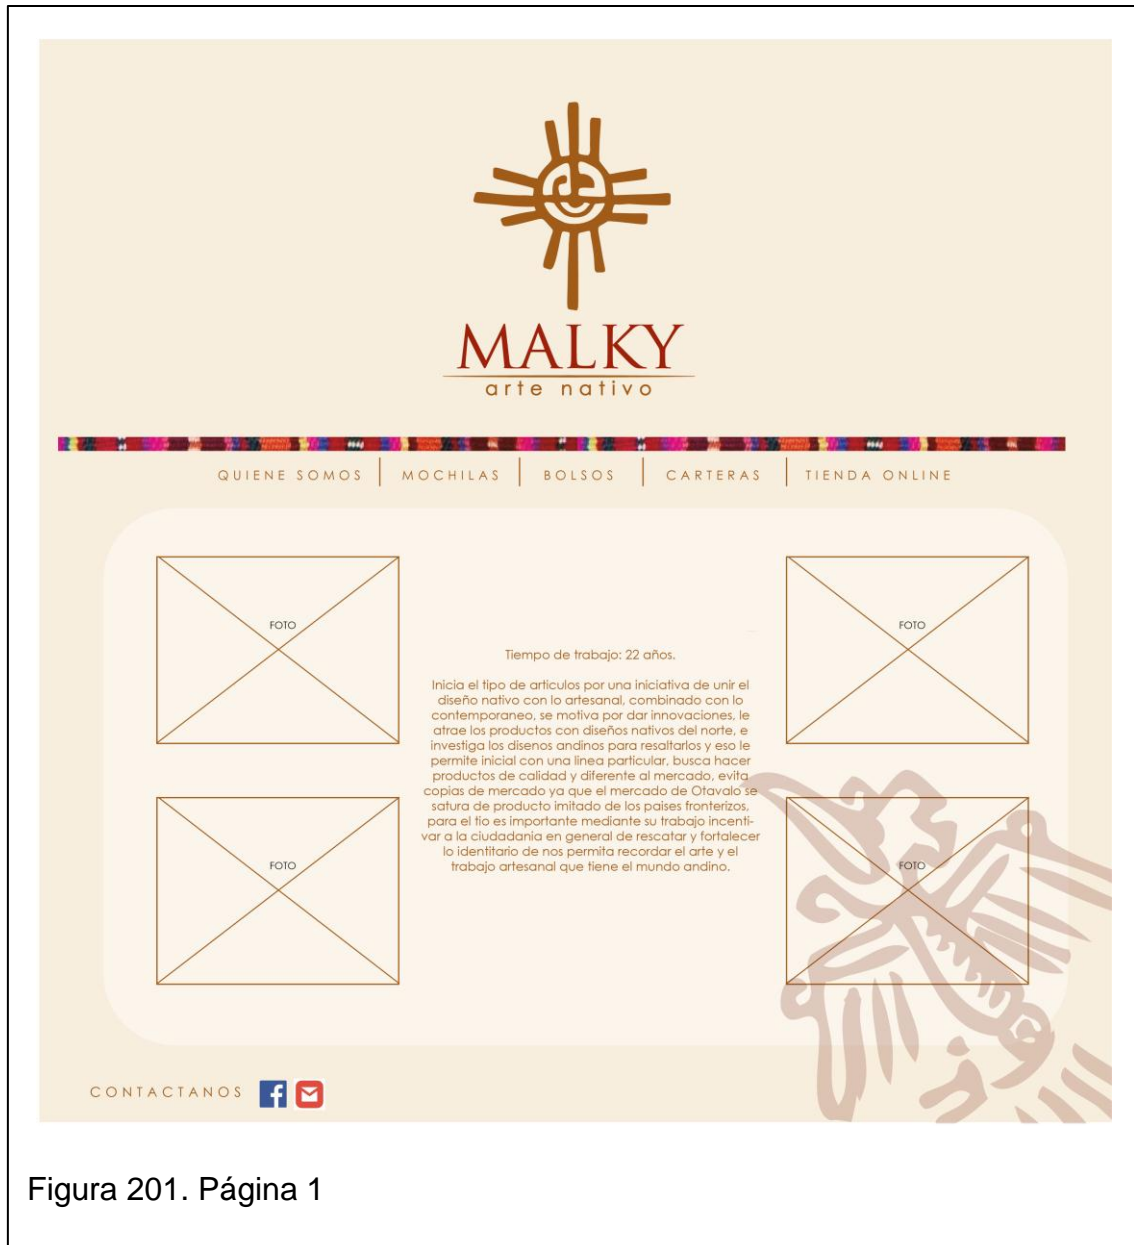 MALKY
arte nativo
QUIENE SOMOS
MOCHILAS
BOLSOS
CARTERAS
TIENDA ONLINE
FOTO
FOTO
Tiempo de trabajo: 22 años.
Inicia el tipo de articulos por una iniciativa de unir el
diseño nativo con lo artesanal, combinado con lo
contemporaneo, se motiva por dar innovaciones, le
atrae los productos con diseños nativos del norte, e
investiga los disenos andinos para resaltarlos y eso le
permite inicial con una linea particular, busca hacer
productos de calidad y diferente al mercado, evita
copias de mercado ya que el mercado de Otavalo se
satura de producto imitado de los paises fronterizos,
para el tio es importante mediante su trabajo incenti-
var a la ciudadania en general de rescatar y fortalecer
lo identitario de nos permita recordar el arte y el
trabajo artesanal que tiene el mundo andino.
FOTO
FOTO
CONTACTANOS
Figura 201. Página 1